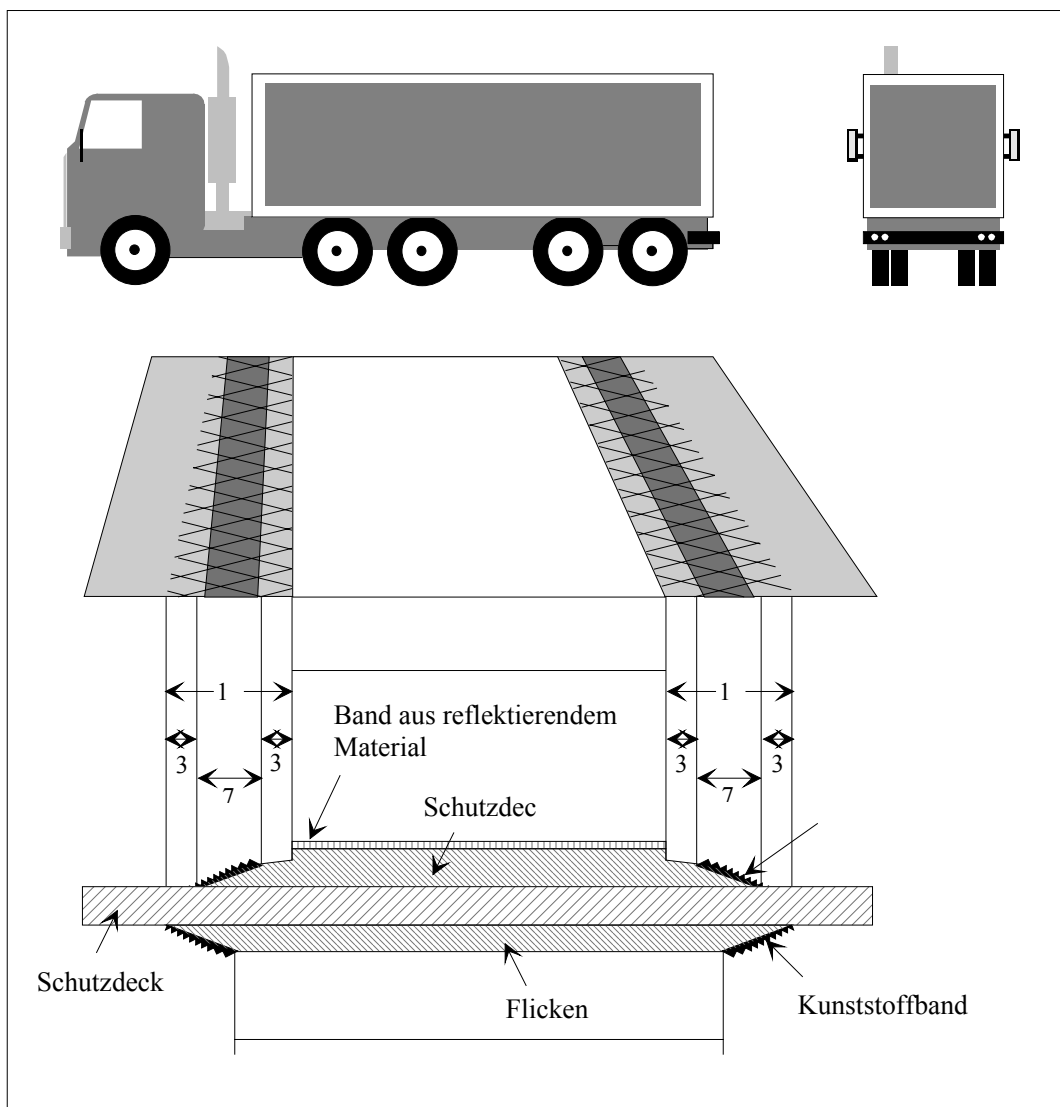 1
1
3
3
3
3
7
7
Band aus reflektierendem
Material
Schutzdec
Schutzdeck
Flicken
Kunststoffband